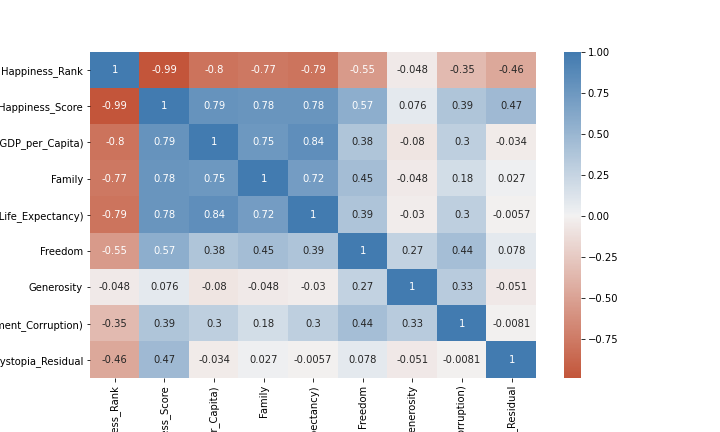 Happiness_Rank 1 -0.99 -0.8 -0.77 -0.79 -0.55 -0.048 -0.35 -0.46
Happiness_Score -0.99 1 0.79 0.78 0.78 0.57 0.076 0.39 0.47
GDP_per_Capita) -0.8 0.79 1 0.75 0.84 0.38 -0.08 0.3 -0.034
Family -0.77 0.78 0.75 1 0.72 0.45 -0.048 0.18 0.027
Life_Expectancy) -0.79 0.78 0.84 0.72 1 0.39 -0.03 0.3 -0.0057
Freedom -0.55 0.57 0.38 0.45 0.39 1 0.27 0.44 0.078
Generosity -0.048 0.076 -0.08 -0.048 -0.03 0.27 1 0.33 -0.051
ment_Corruption) -0.35 0.39 0.3 0.18 0.3 0.44 0.33 1 -0.0081
ystopia_Residual -0.46 0.47 -0.034 0.027 -0.0057 0.078 -0.051 -0.0081 1
ess_Rank
ess_Score
r_Capita)
Family
pectancy)
Freedom
enerosity
orruption)
_Residual
1.00
0.75
0.50
0.25
0.00
−0.25
−0.50
−0.75